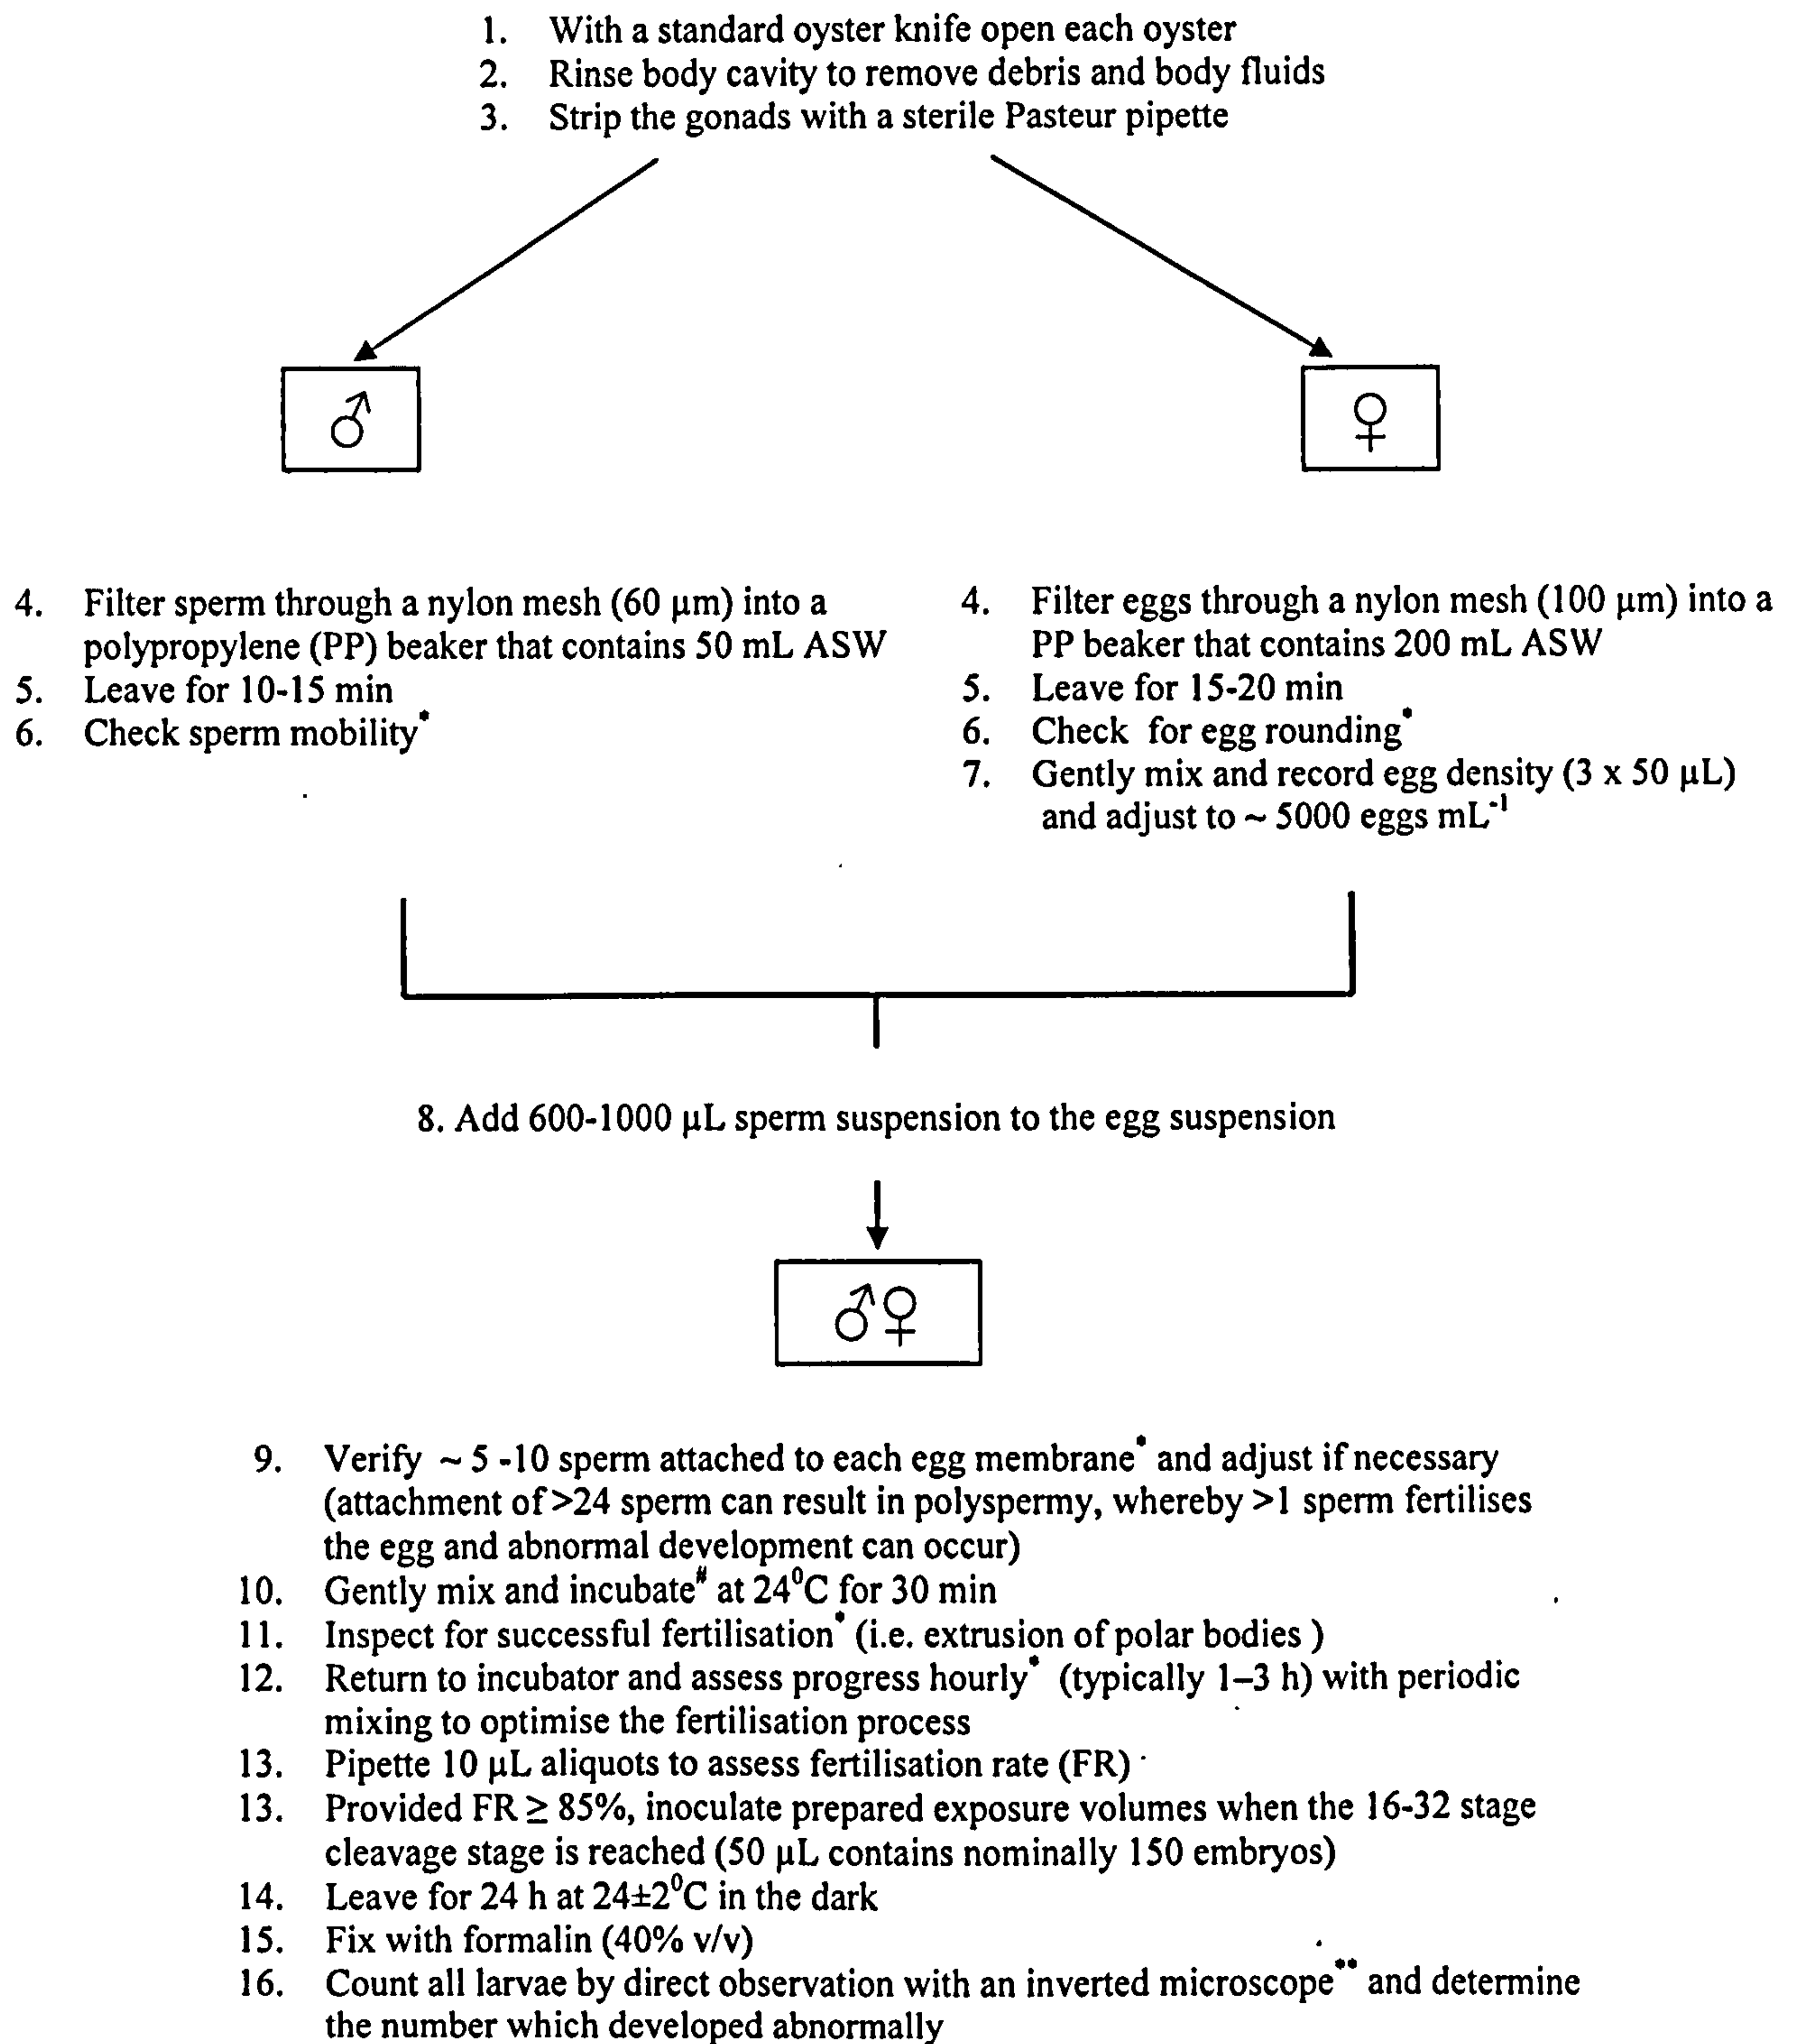 1. With a standard oyster knife open each oyster
2. Rinse body cavity to remove debris and body fluids
3. Strip the gonads with a sterile Pasteur pipette
♂
♀
4. Filter sperm through a nylon mesh (60 µm) into a
polypropylene (PP) beaker that contains 50 mL ASW
5. Leave for 10-15 min
6. Check sperm mobility*
4. Filter eggs through a nylon mesh (100 µm) into a
PP beaker that contains 200 mL ASW
5. Leave for 15-20 min
6. Check for egg rounding*
7. Gently mix and record egg density (3 x 50 µL)
and adjust to ~ 5000 eggs mL⁻¹
8. Add 600-1000 µL sperm suspension to the egg suspension
♂♀
9. Verify ~ 5 -10 sperm attached to each egg membrane* and adjust if necessary
(attachment of >24 sperm can result in polyspermy, whereby >1 sperm fertilises
the egg and abnormal development can occur)
10. Gently mix and incubate# at 24⁰C for 30 min
11. Inspect for successful fertilisation* (i.e. extrusion of polar bodies )
12. Return to incubator and assess progress hourly* (typically 1–3 h) with periodic
mixing to optimise the fertilisation process
13. Pipette 10 µL aliquots to assess fertilisation rate (FR)
13. Provided FR ≥ 85%, inoculate prepared exposure volumes when the 16-32 stage
cleavage stage is reached (50 µL contains nominally 150 embryos)
14. Leave for 24 h at 24±2⁰C in the dark
15. Fix with formalin (40% v/v)
16. Count all larvae by direct observation with an inverted microscope** and determine
the number which developed abnormally